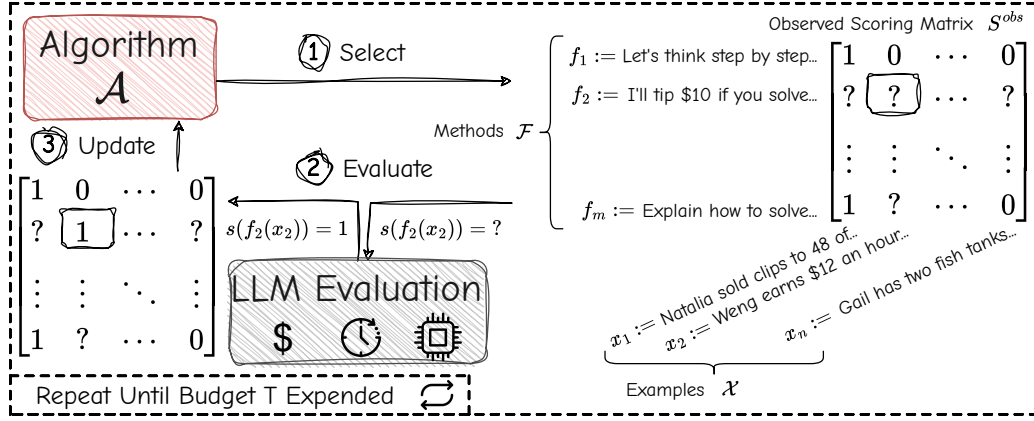 Algorithm
𝒜
1 Select
Observed Scoring Matrix S^{obs}
Methods ℱ
f_1 := Let's think step by step...
f_2 := I'll tip $10 if you solve...
f_m := Explain how to solve...
1 0 ⋯ 0
? ? ⋯ ?
⋮ ⋮ ⋱ ⋮
1 ? 0
x_1 := Natalia sold clips to 48 of...
x_2 := Weng earns $12 an hour...
x_n := Gail has two fish tanks...
Examples 𝒳
2 Evaluate
s(f_2(x_2)) = ?
s(f_2(x_2)) = 1
LLM Evaluation
$
3 Update
1 0 ⋯ 0
? 1 ⋯ ?
⋮ ⋮ ⋱ ⋮
1 ? ⋯ 0
Repeat Until Budget T Expended